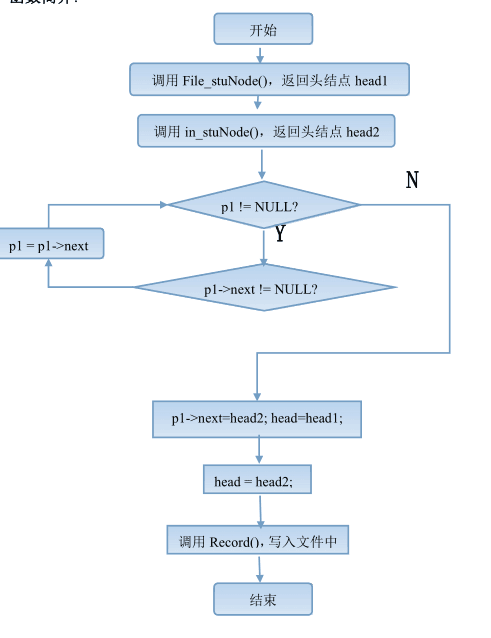 开始
调用 File_stuNode()，返回头结点 head1
调用 in_stuNode()，返回头结点 head2
N
p1 != NULL?
Y
p1 = p1->next
p1->next != NULL?
p1->next=head2; head=head1;
head = head2;
调用 Record(),写入文件中
结束